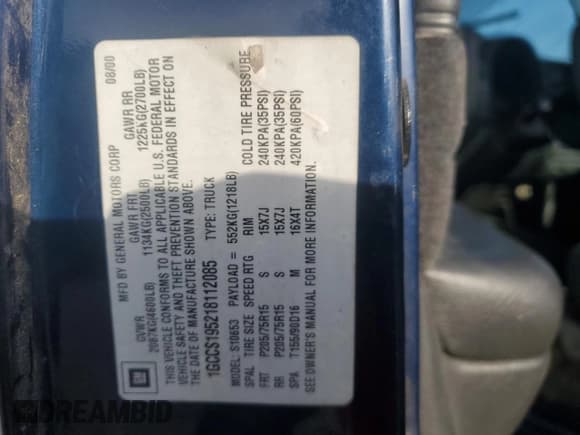 MFD BY GENERAL MOTORS CORP 08/00
GVWR GAWR FRT GAWR RR
2087KG(4600LB) 1134KG(2500LB) 1225KG(2700LB)
THIS VEHICLE CONFORMS TO ALL APPLICABLE U.S. FEDERAL MOTOR
VEHICLE SAFETY AND THEFT PREVENTION STANDARDS IN EFFECT ON
THE DATE OF MANUFACTURE SHOWN ABOVE.
1GCCS195218112085 TYPE: TRUCK
MODEL: S10653 PAYLOAD = 552KG(1218LB)
SPAL TIRE SIZE SPEED RTG RIM COLD TIRE PRESSURE
FRT P205/75R15 S 15X7J 240KPA(35PSI)
RR P205/75R15 S 15X7J 240KPA(35PSI)
SPA T155/90D16 M 16X4T 420KPA(60PSI)
SEE OWNER'S MANUAL FOR MORE INFORMATION.
GM
DREAMBID